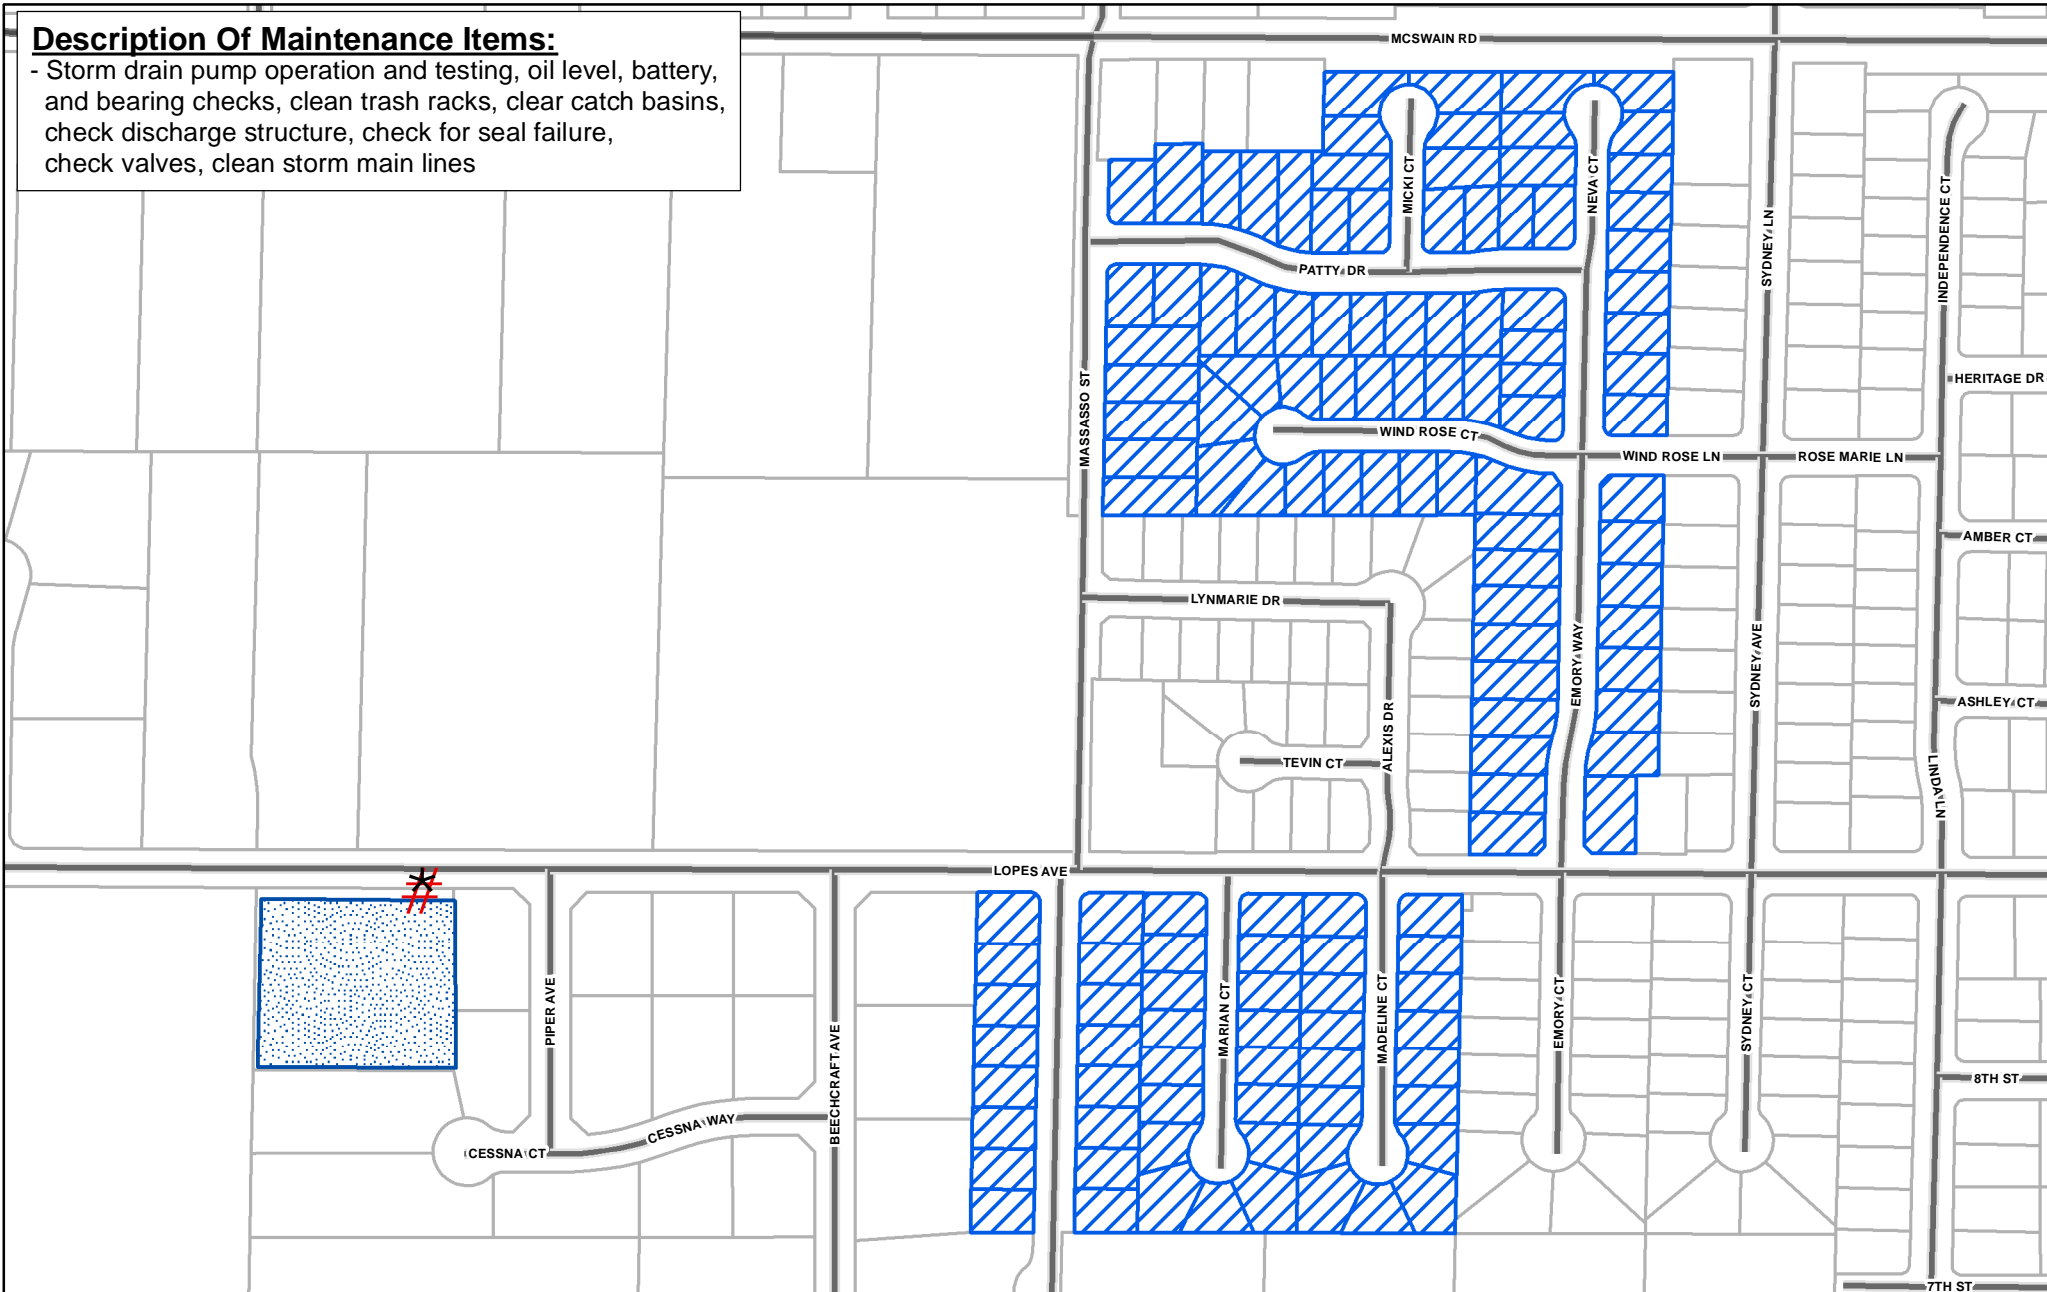 Description Of Maintenance Items:
- Storm drain pump operation and testing, oil level, battery,
and bearing checks, clean trash racks, clear catch basins,
check discharge structure, check for seal failure,
check valves, clean storm main lines
MCSWAIN RD
MICKI CT
NEVA CT
SYDNEY LN
INDEPENDENCE CT
PATTY DR
HERITAGE DR
MASSASSO ST
WIND ROSE CT
WIND ROSE LN
ROSE MARIE LN
AMBER CT
LYNMARIE DR
EMORY WAY
SYDNEY AVE
ASHLEY CT
ALEXIS DR
TEVIN CT
LINDA LN
LOPES AVE
PIPER AVE
BEECHCRAFT AVE
MARIAN CT
MADELINE CT
EMORY CT
SYDNEY CT
8TH ST
CESSNA WAY
CESSNA CT
7TH ST